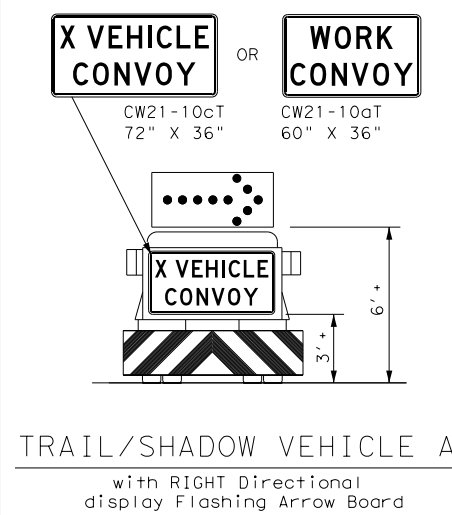 X VEHICLE
CONVOY
OR
WORK
CONVOY
CW21-10cT
72" X 36"
CW21-10aT
60" X 36"
X VEHICLE
CONVOY
6' +
3' +
TRAIL/SHADOW VEHICLE A
with RIGHT Directional
display Flashing Arrow Board